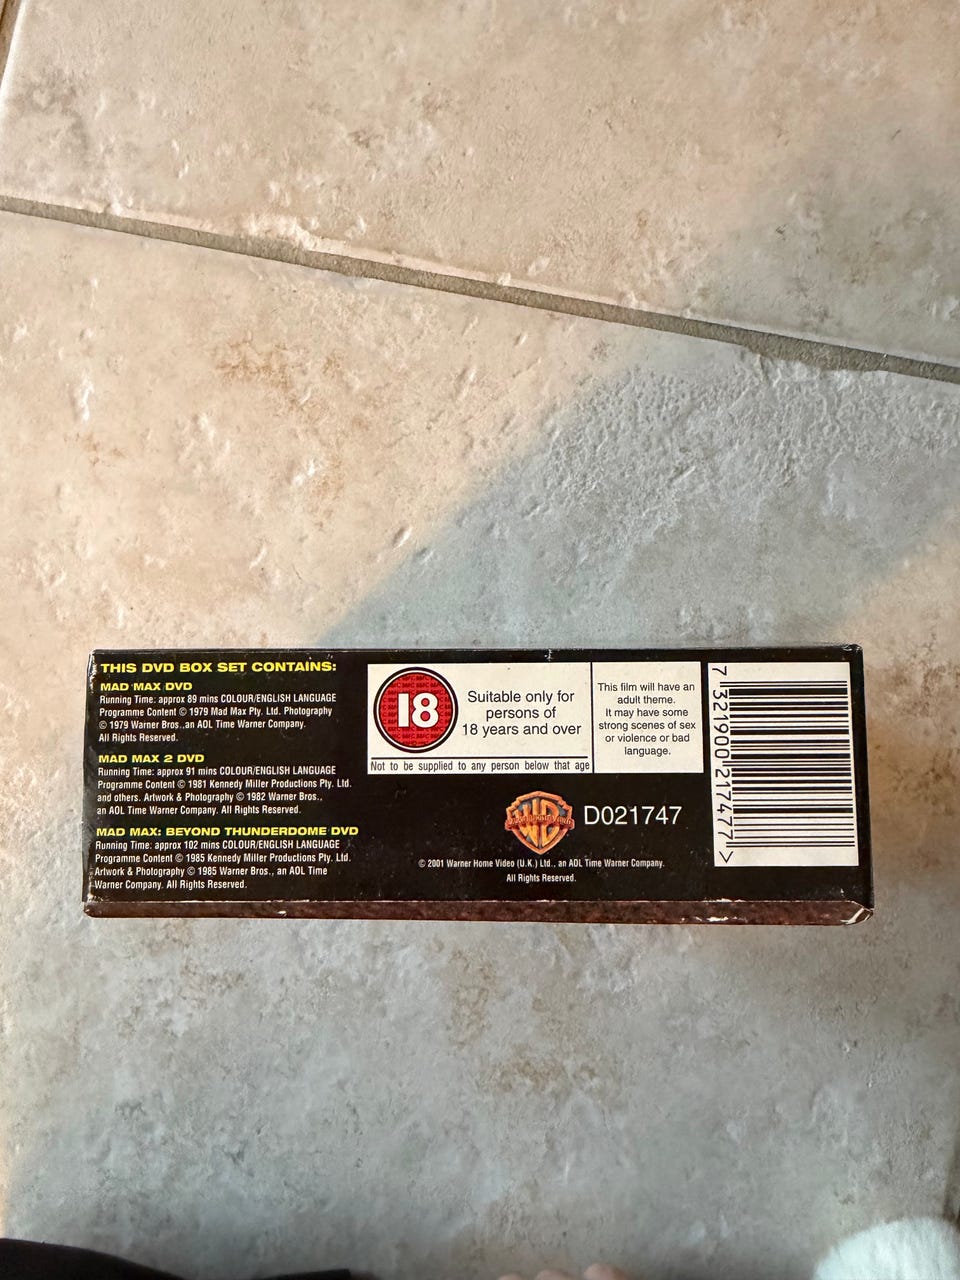 THIS DVD BOX SET CONTAINS:
MAD MAX DVD
Running Time: approx 89 mins COLOUR/ENGLISH LANGUAGE
Programme Content © 1979 Mad Max Pty. Ltd. Photography
© 1979 Warner Bros.,an AOL Time Warner Company.
All Rights Reserved.
MAD MAX 2 DVD
Running Time: approx 91 mins COLOUR/ENGLISH LANGUAGE
Programme Content © 1981 Kennedy Miller Productions Pty. Ltd.
and others. Artwork & Photography © 1982 Warner Bros.,
an AOL Time Warner Company. All Rights Reserved.
MAD MAX: BEYOND THUNDERDOME DVD
Running Time: approx 102 mins COLOUR/ENGLISH LANGUAGE
Programme Content © 1985 Kennedy Miller Productions Pty. Ltd.
Artwork & Photography © 1985 Warner Bros., an AOL Time
Warner Company. All Rights Reserved.
18
Suitable only for
persons of
18 years and over
Not to be supplied to any person below that age
This film will have an
adult theme.
It may have some
strong scenes of sex
or violence or bad
language.
WB
D021747
© 2001 Warner Home Video (U.K.) Ltd., an AOL Time Warner Company.
All Rights Reserved.
7 321900 217477 >